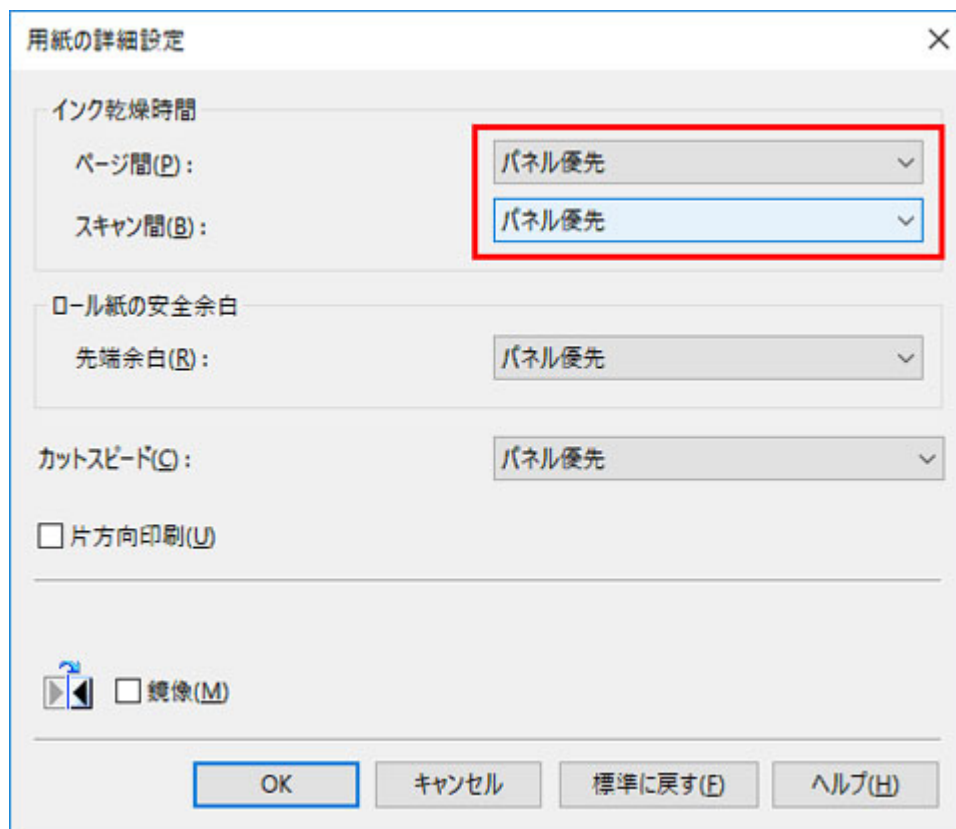 用紙の詳細設定
インク乾燥時間
ページ間(P) : パネル優先
スキャン間(B) : パネル優先
ロール紙の安全余白
先端余白(R) : パネル優先
カットスピード(C) : パネル優先
片方向印刷(U)
鏡像(M)
OK キャンセル 標準に戻す(F) ヘルプ(H)